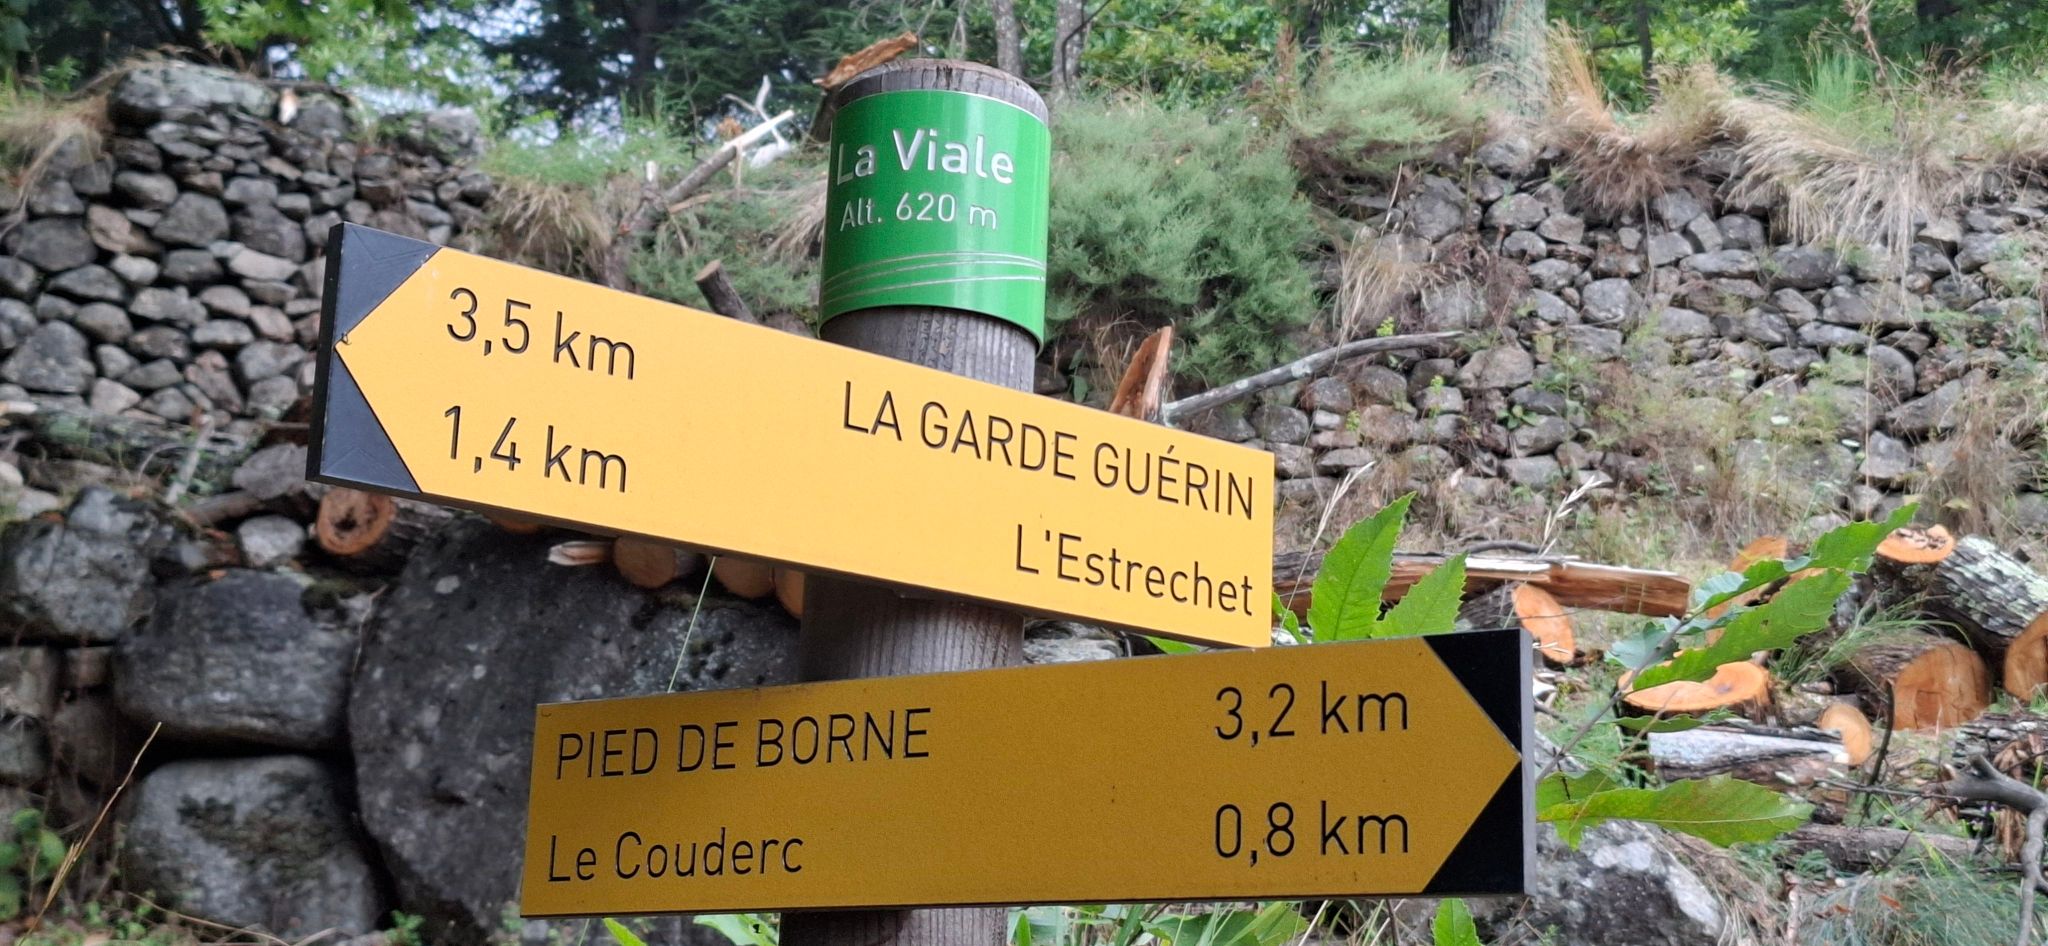 La Viale
Alt. 620 m
3,5 km LA GARDE GUÉRIN
1,4 km L'Estrechet
PIED DE BORNE 3,2 km
Le Couderc 0,8 km